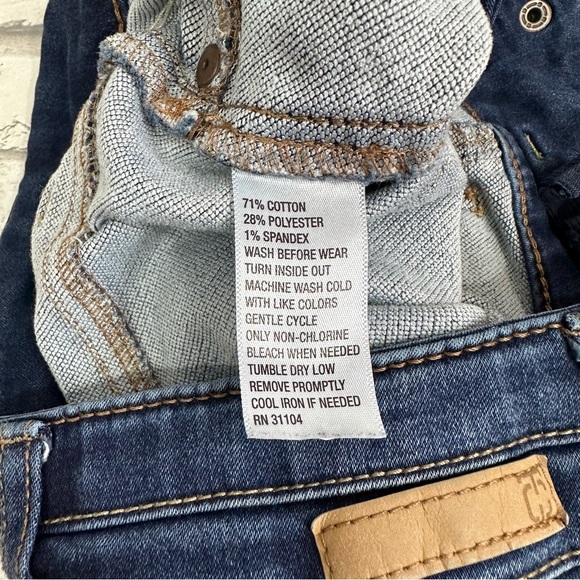 71% COTTON
28% POLYESTER
1% SPANDEX
WASH BEFORE WEAR
TURN INSIDE OUT
MACHINE WASH COLD
WITH LIKE COLORS
GENTLE CYCLE
ONLY NON-CHLORINE
BLEACH WHEN NEEDED
TUMBLE DRY LOW
REMOVE PROMPTLY
COOL IRON IF NEEDED
RN 31104